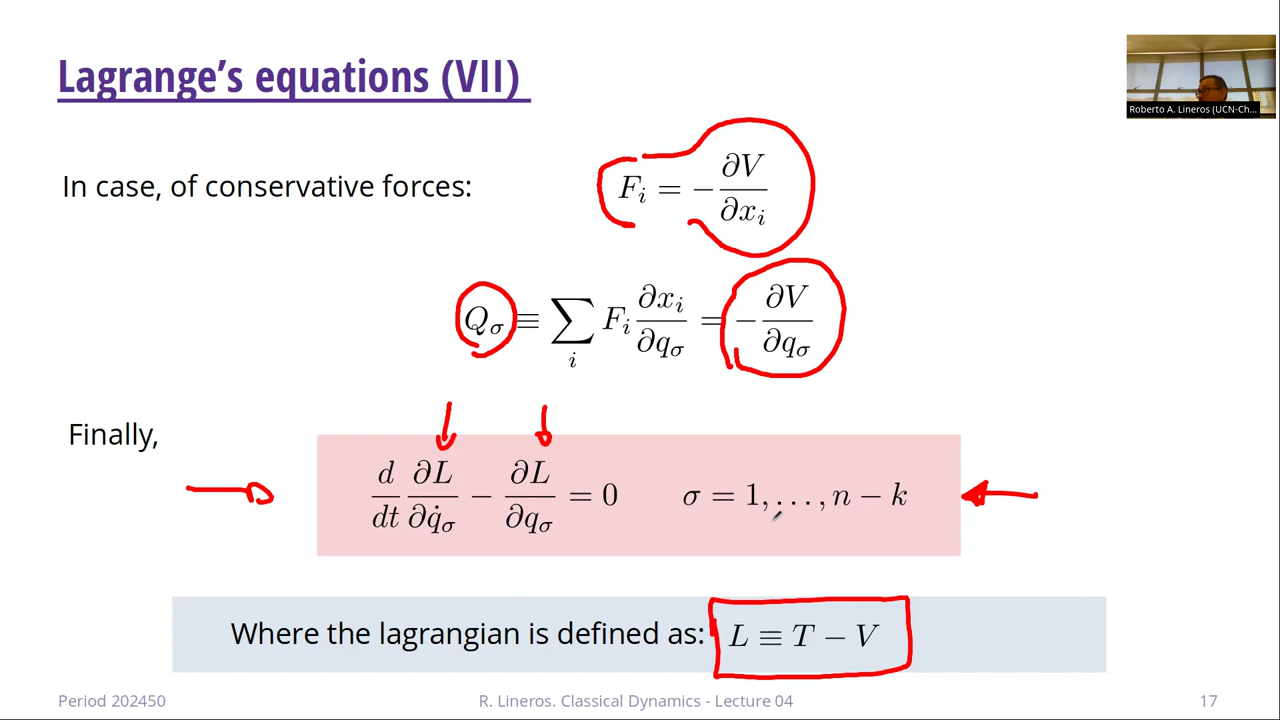 Lagrange's equations (VII)
Roberto A. Lineros (UCN-Ch...
In case, of conservative forces: F_i = −∂V/∂x_i
Q_σ ≡ ∑_i F_i ∂x_i/∂q_σ = −∂V/∂q_σ
Finally,
d/dt ∂L/∂q̇_σ − ∂L/∂q_σ = 0 σ = 1, . . . , n − k
Where the lagrangian is defined as: L ≡ T − V
Period 202450 R. Lineros. Classical Dynamics - Lecture 04 17